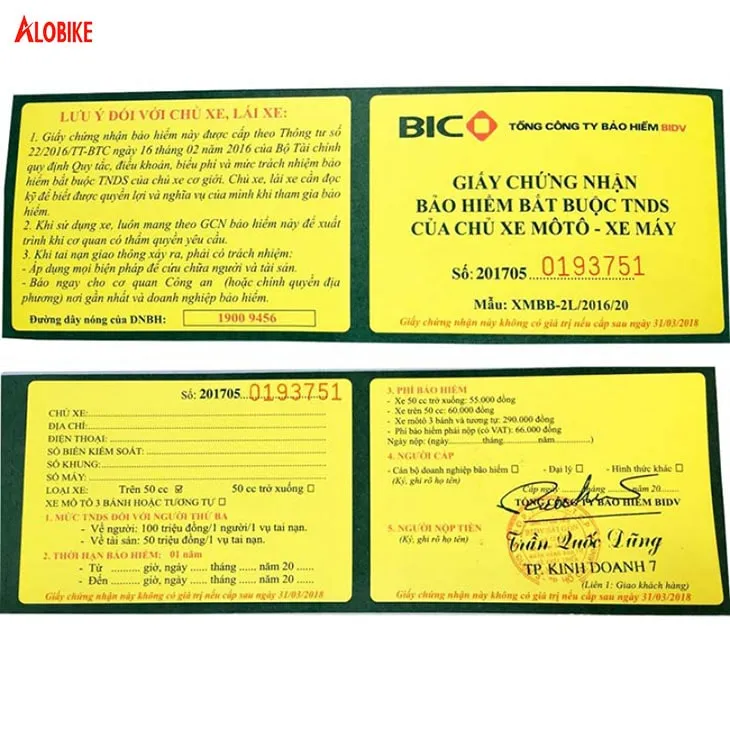 ALOBIKE
LƯU Ý ĐỐI VỚI CHỦ XE, LÁI XE:
1. Giấy chứng nhận bảo hiểm này được cấp theo Thông tư số
22/2016/TT-BTC ngày 16 tháng 02 năm 2016 của Bộ Tài chính
quy định Quy tắc, điều khoản, biểu phí và mức trách nhiệm bảo
hiểm bắt buộc TNDS của chủ xe cơ giới. Chủ xe, lái xe cần đọc
kỹ để biết được quyền lợi và nghĩa vụ của mình khi tham gia bảo
hiểm.
2. Khi sử dụng xe, luôn mang theo GCN bảo hiểm này để xuất
trình khi cơ quan có thẩm quyền yêu cầu.
3. Khi tai nạn giao thông xảy ra, phải có trách nhiệm:
- Áp dụng mọi biện pháp để cứu chữa người và tài sản.
- Báo ngay cho cơ quan Công an (hoặc chính quyền địa
phương) nơi gần nhất và doanh nghiệp bảo hiểm.
Đường dây nóng của DNBH: 1900 9456
BIC TỔNG CÔNG TY BẢO HIỂM BIDV
GIẤY CHỨNG NHẬN
BẢO HIỂM BẮT BUỘC TNDS
CỦA CHỦ XE MÔTÔ - XE MÁY
Số: 201705 0193751
Mẫu: XMBB-2L/2016/20
Giấy chứng nhận này không có giá trị nếu cấp sau ngày 31/03/2018
Số: 201705 0193751
CHỦ XE:
ĐỊA CHỈ:
ĐIỆN THOẠI:
SỐ BIỂN KIỂM SOÁT:
SỐ KHUNG:
SỐ MÁY:
LOẠI XE: Trên 50 cc ☑ 50 cc trở xuống ☐
XE MÔ TÔ 3 BÁNH HOẶC TƯƠNG TỰ ☐
1. MỨC TNDS ĐỐI VỚI NGƯỜI THỨ BA
- Về người: 100 triệu đồng/1 người/1 vụ tai nạn.
- Về tài sản: 50 triệu đồng/1 vụ tai nạn.
2. THỜI HẠN BẢO HIỂM: 01 năm
- Từ ...... giờ, ngày ...... tháng ...... năm 20......
- Đến ...... giờ, ngày ...... tháng ...... năm 20......
Giấy chứng nhận này không có giá trị nếu cấp sau ngày 31/03/2018
3. PHÍ BẢO HIỂM
- Xe 50 cc trở xuống: 55.000 đồng
- Xe trên 50 cc: 60.000 đồng
- Xe môtô 3 bánh và tương tự: 290.000 đồng
- Phí bảo hiểm phải nộp (có VAT): 66.000 đồng
Ngày nộp: (ngày.........tháng.........năm............)
4. NGƯỜI CẤP
- Cán bộ doanh nghiệp bảo hiểm ☐ - Đại lý ☐ - Hình thức khác ☐
(Ký, ghi rõ họ tên)
Cấp ngày ......tháng......năm 20......
TỔNG CÔNG TY BẢO HIỂM BIDV
5. NGƯỜI NỘP TIỀN
(Ký, ghi rõ họ tên)
Trần Quốc Dũng
TP. KINH DOANH 7
(Liên 1: Giao khách hàng)
Giấy chứng nhận này không có giá trị nếu cấp sau ngày 31/03/2018